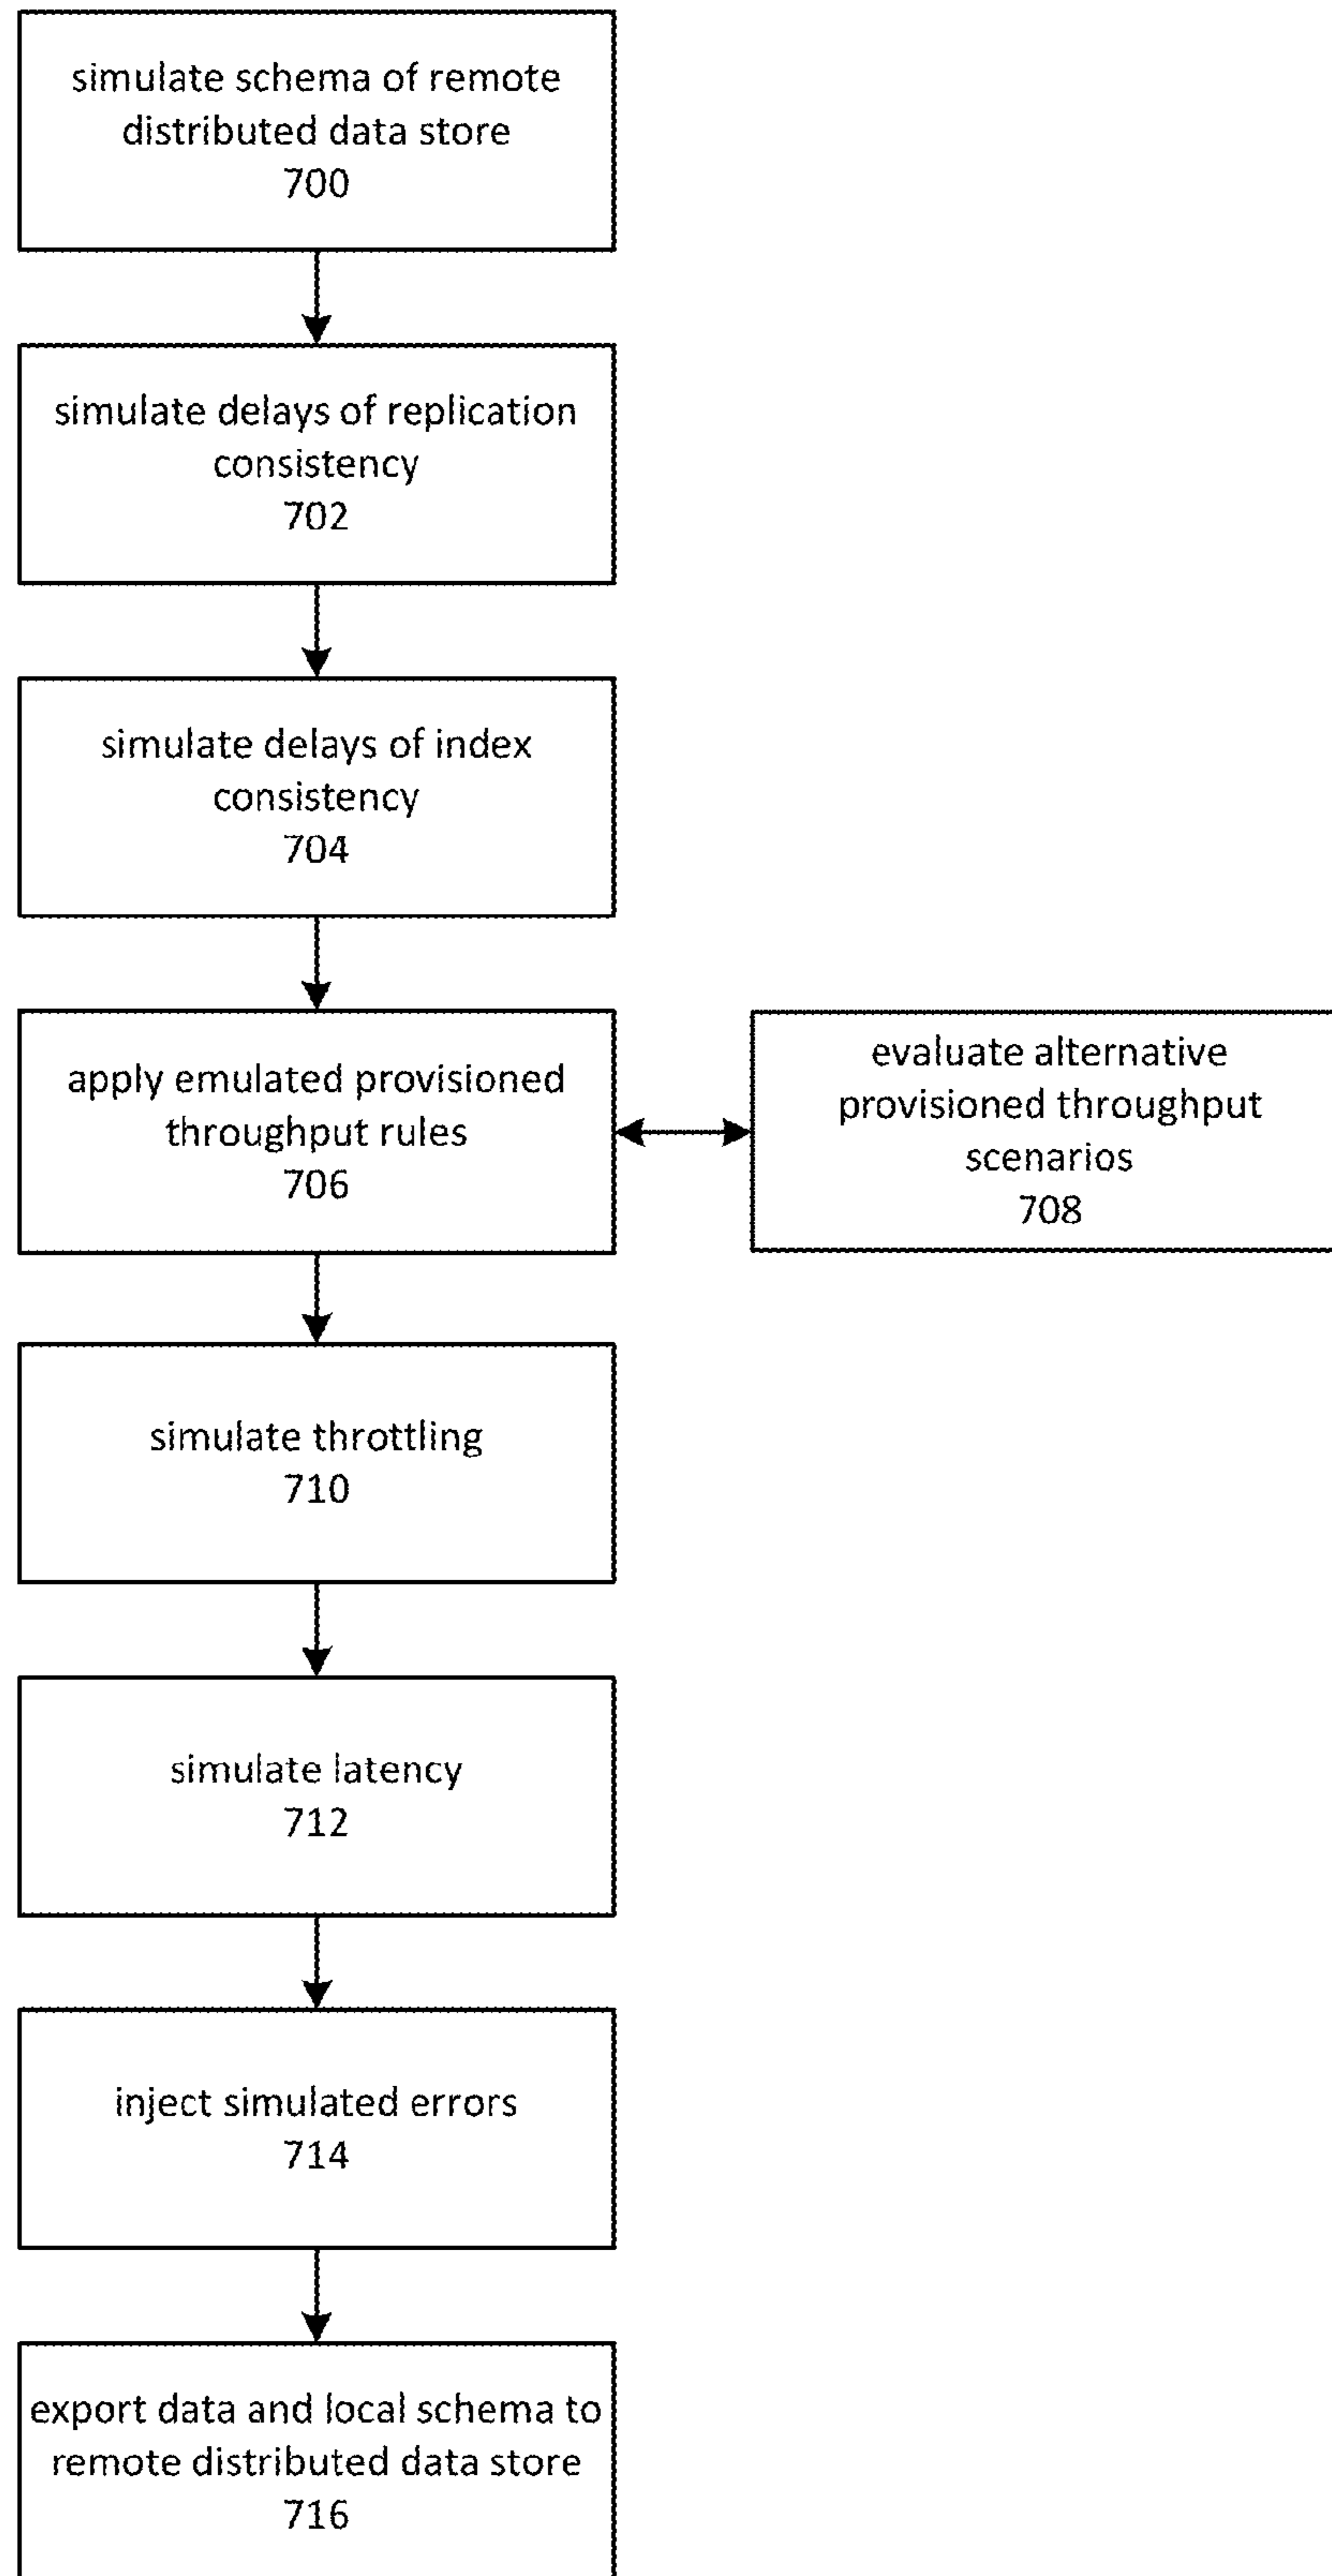 simulate schema of remote
distributed data store
700
simulate delays of replication
consistency
702
simulate delays of index
consistency
704
apply emulated provisioned
throughput rules
706
evaluate alternative
provisioned throughput
scenarios
708
simulate throttling
710
simulate latency
712
inject simulated errors
714
export data and local schema to
remote distributed data store
716